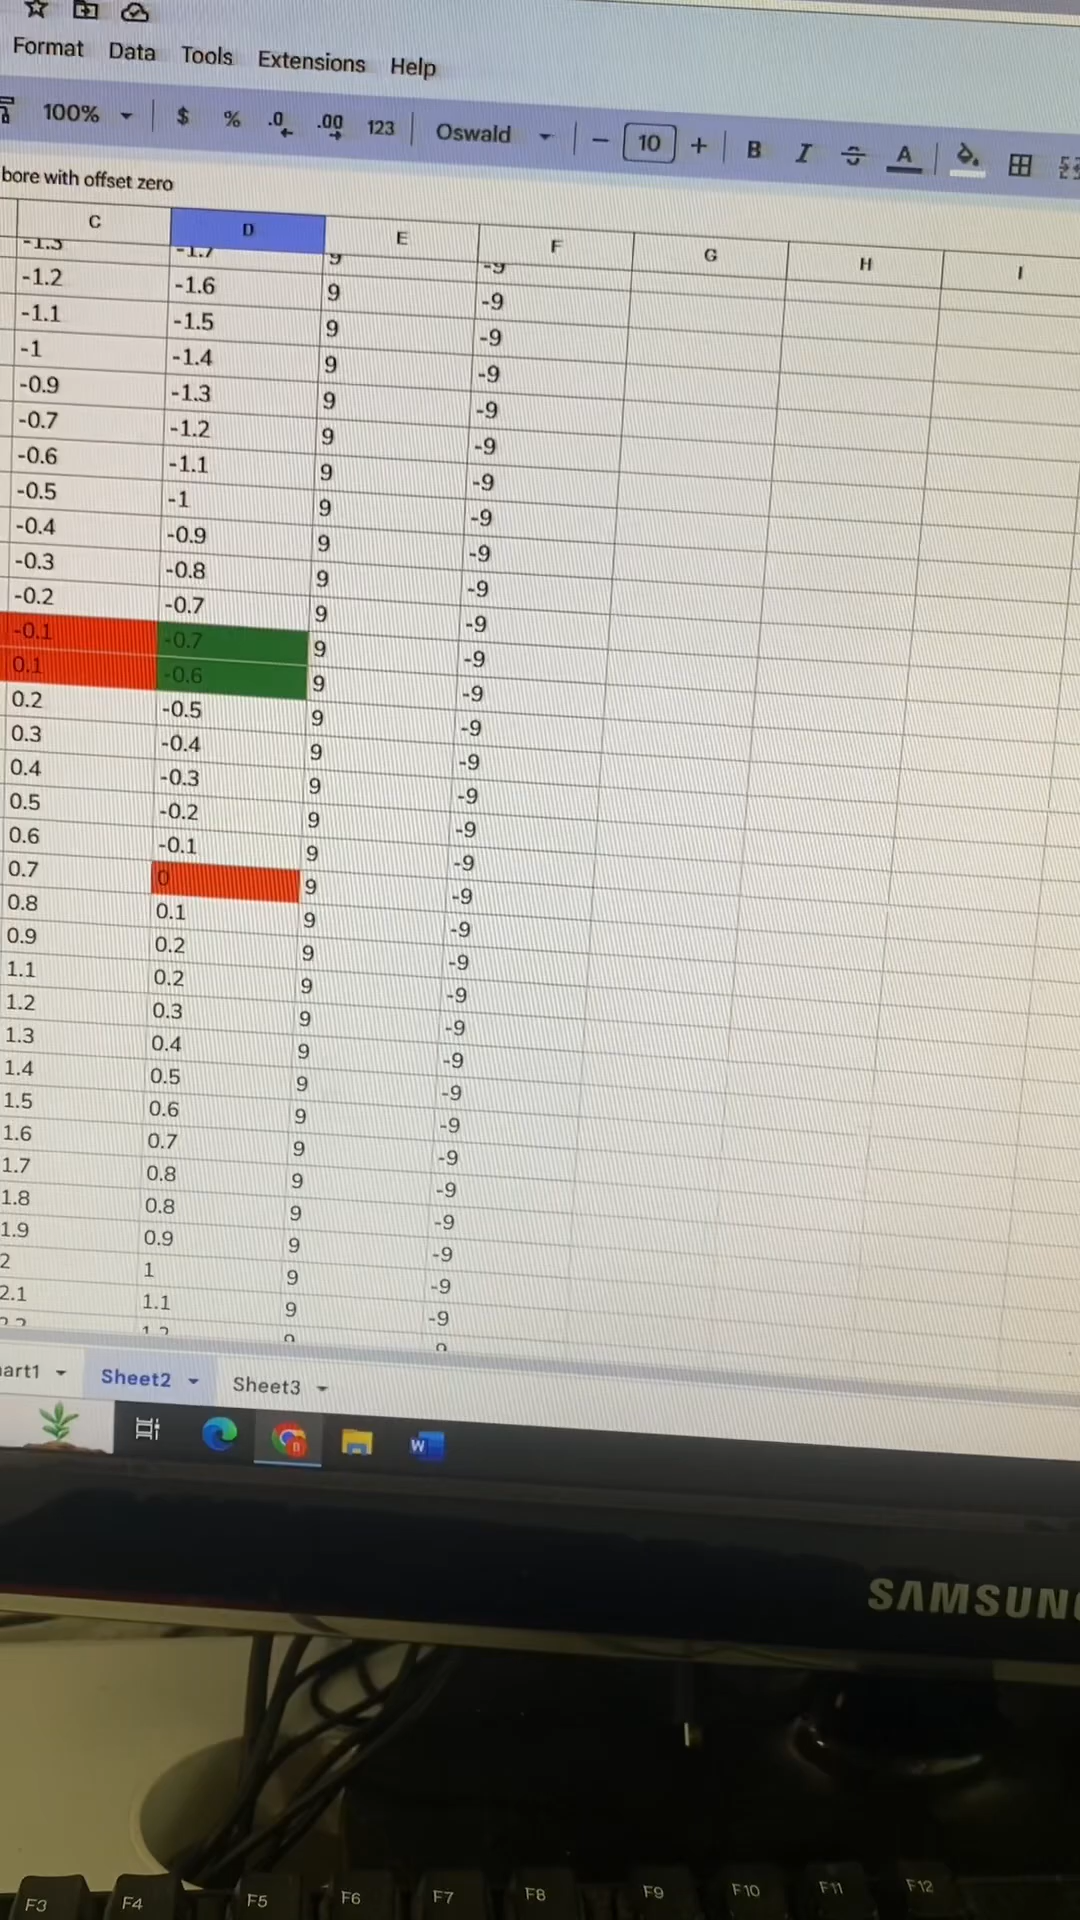 Format Data Tools Extensions Help
100% $ % .0 .00 123 Oswald − 10 + B I S A
bore with offset zero
C D E F G H I
-1.3 -1.7 9 -9
-1.2 -1.6 9 -9
-1.1 -1.5 9 -9
-1 -1.4 9 -9
-0.9 -1.3 9 -9
-0.7 -1.2 9 -9
-0.6 -1.1 9 -9
-0.5 -1 9 -9
-0.4 -0.9 9 -9
-0.3 -0.8 9 -9
-0.2 -0.7 9 -9
-0.1 -0.7 9 -9
0.1 -0.6 9 -9
0.2 -0.5 9 -9
0.3 -0.4 9 -9
0.4 -0.3 9 -9
0.5 -0.2 9 -9
0.6 -0.1 9 -9
0.7 0 9 -9
0.8 0.1 9 -9
0.9 0.2 9 -9
1.1 0.2 9 -9
1.2 0.3 9 -9
1.3 0.4 9 -9
1.4 0.5 9 -9
1.5 0.6 9 -9
1.6 0.7 9 -9
1.7 0.8 9 -9
1.8 0.8 9 -9
1.9 0.9 9 -9
2 1 9 -9
2.1 1.1 9 -9
art1 Sheet2 Sheet3
W
SAMSUNG
F3 F4 F5 F6 F7 F8 F9 F10 F11 F12